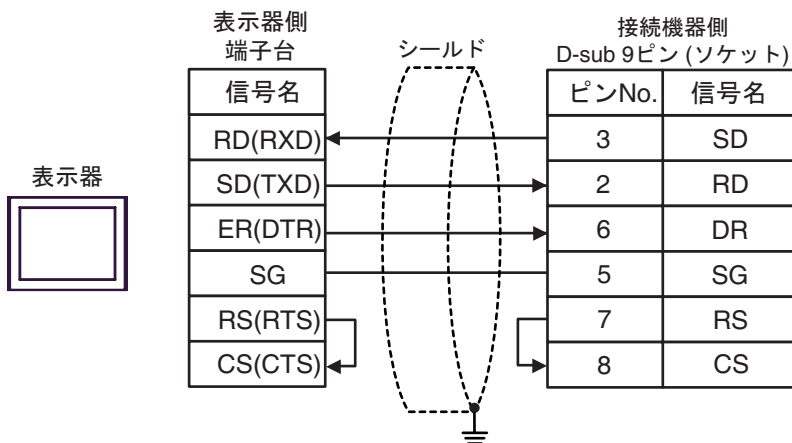 表示器側
端子台
シールド
接続機器側
D-sub 9ピン (ソケット)
信号名
ピンNo. 信号名
RD(RXD) 3 SD
SD(TXD) 2 RD
表示器
ER(DTR) 6 DR
SG 5 SG
RS(RTS) 7 RS
CS(CTS) 8 CS